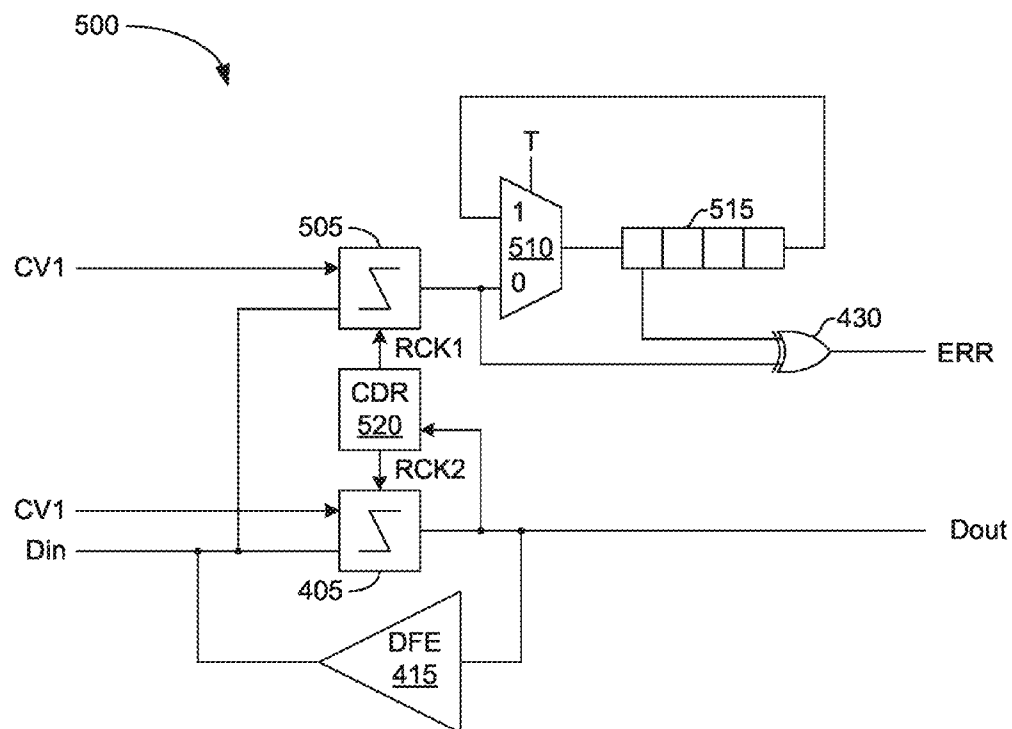 500
T
1
510
0
515
505
CV1
RCK1
430
ERR
CDR
520
RCK2
CV1
Din
405
Dout
DFE
415